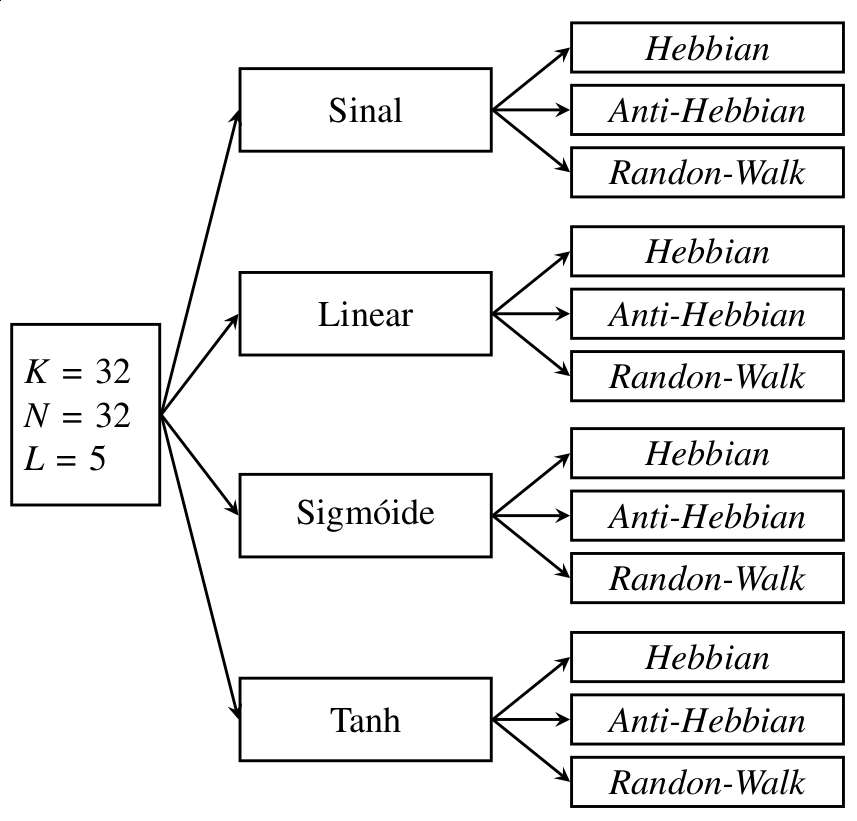 K = 32
N = 32
L = 5
Sinal
Hebbian
Anti-Hebbian
Randon-Walk
Linear
Hebbian
Anti-Hebbian
Randon-Walk
Sigmóide
Hebbian
Anti-Hebbian
Randon-Walk
Tanh
Hebbian
Anti-Hebbian
Randon-Walk